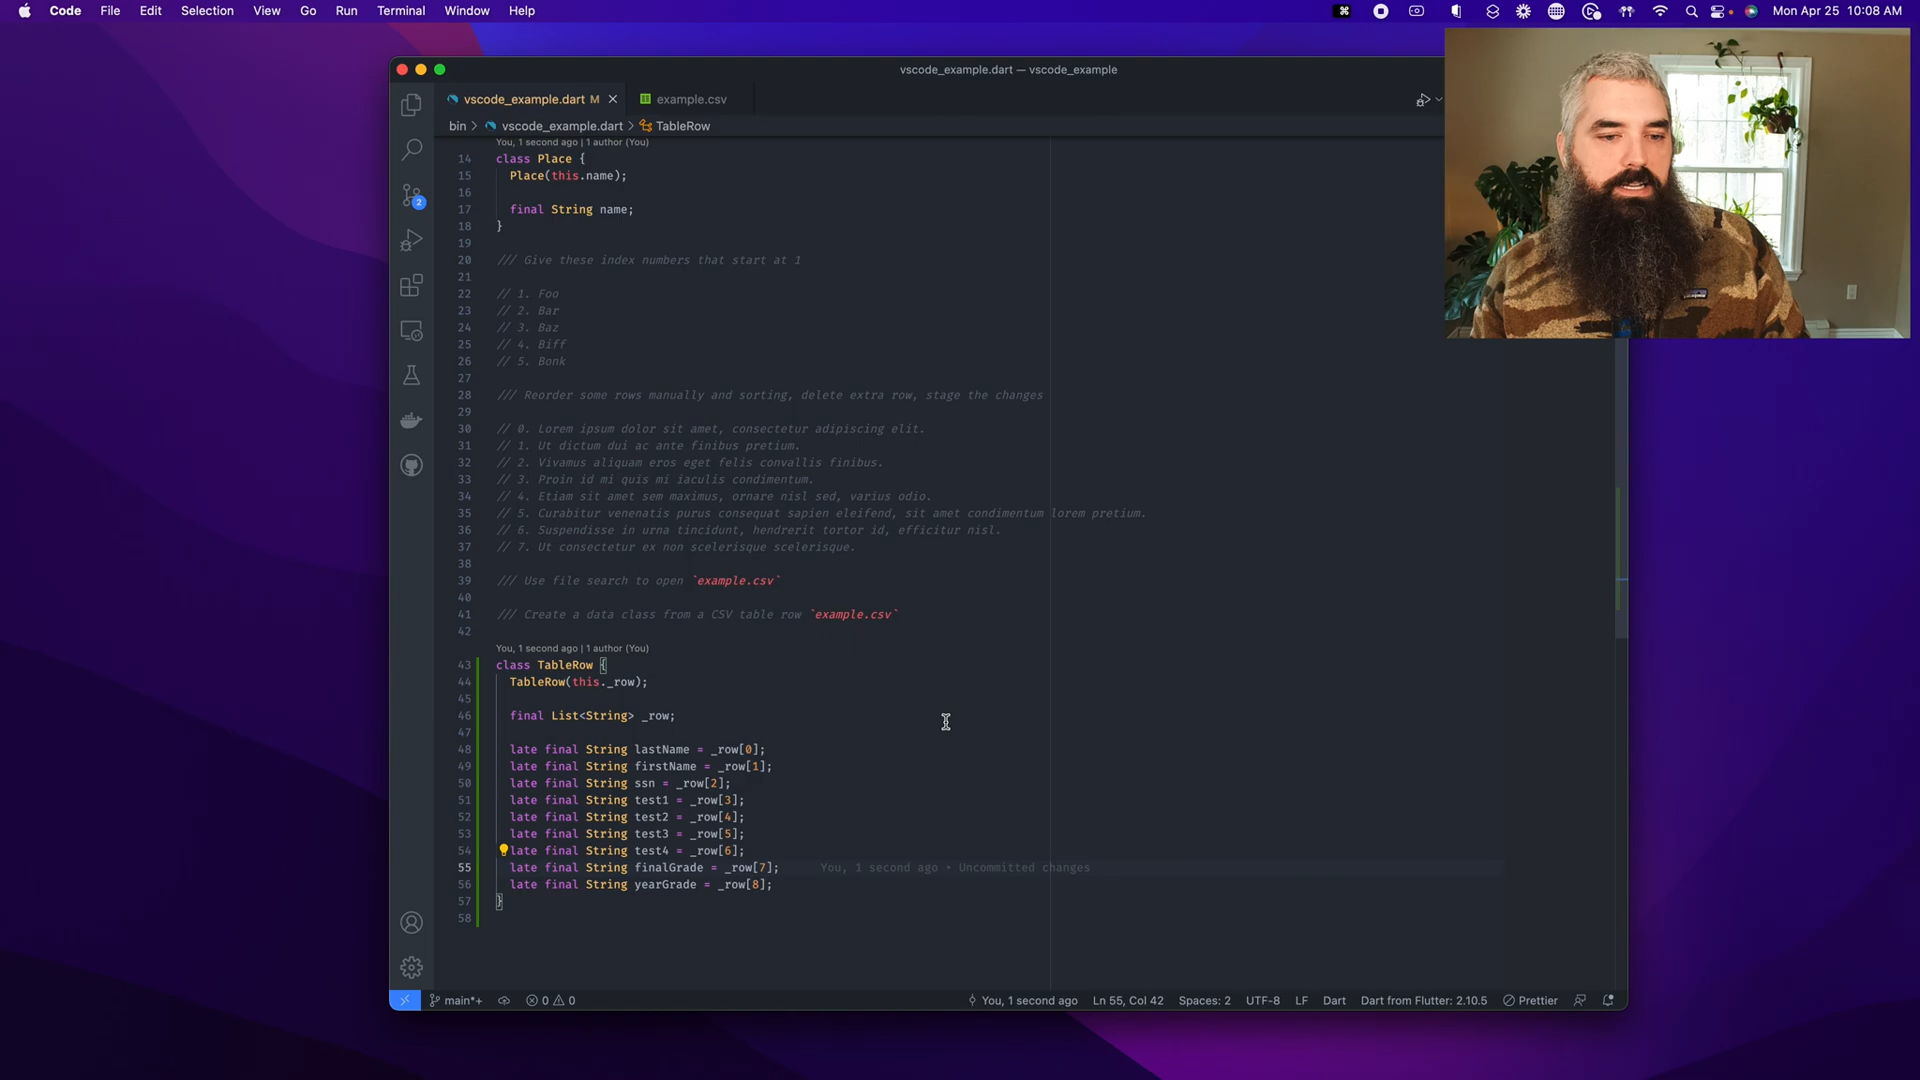 Code File Edit Selection View Go Run Terminal Window Help Mon Apr 25 10:08 AM
vscode_example.dart — vscode_example
vscode_example.dart M example.csv
bin > vscode_example.dart > TableRow
You, 1 second ago | 1 author (You)
14 class Place {
15 Place(this.name);
16
17 final String name;
18 }
19
20 /// Give these index numbers that start at 1
21
22 // 1. Foo
23 // 2. Bar
24 // 3. Baz
25 // 4. Biff
26 // 5. Bonk
27
28 /// Reorder some rows manually and sorting, delete extra row, stage the changes
29
30 // 0. Lorem ipsum dolor sit amet, consectetur adipiscing elit.
31 // 1. Ut dictum dui ac ante finibus pretium.
32 // 2. Vivamus aliquam eros eget felis convallis finibus.
33 // 3. Proin id mi quis mi iaculis condimentum.
34 // 4. Etiam sit amet sem maximus, ornare nisl sed, varius odio.
35 // 5. Curabitur venenatis purus consequat sapien eleifend, sit amet condimentum lorem pretium.
36 // 6. Suspendisse in urna tincidunt, hendrerit tortor id, efficitur nisl.
37 // 7. Ut consectetur ex non scelerisque scelerisque.
38
39 /// Use file search to open `example.csv`
40
41 /// Create a data class from a CSV table row `example.csv`
42
You, 1 second ago | 1 author (You)
43 class TableRow {
44 TableRow(this._row);
45
46 final List<String> _row;
47
48 late final String lastName = _row[0];
49 late final String firstName = _row[1];
50 late final String ssn = _row[2];
51 late final String test1 = _row[3];
52 late final String test2 = _row[4];
53 late final String test3 = _row[5];
54 late final String test4 = _row[6];
55 late final String finalGrade = _row[7]; You, 1 second ago • Uncommitted changes
56 late final String yearGrade = _row[8];
57 }
58
2
main*+ 0 0 You, 1 second ago Ln 55, Col 42 Spaces: 2 UTF-8 LF Dart Dart from Flutter: 2.10.5 Prettier